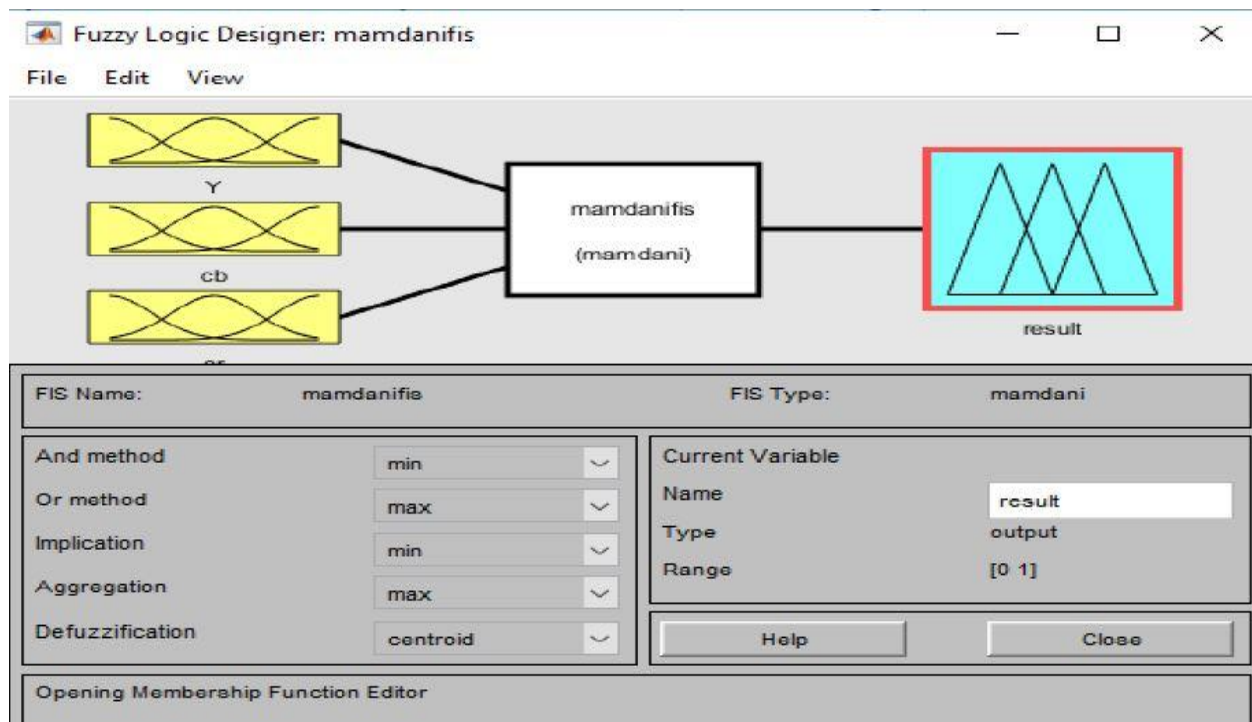 Fuzzy Logic Designer: mamdanifis
File Edit View
Y
cb
mamdanifis
(mamdani)
result
FIS Name: mamdanifis FIS Type: mamdani
And method min
Or method max
Implication min
Aggregation max
Defuzzification centroid
Current Variable
Name result
Type output
Range [0 1]
Help Close
Opening Membership Function Editor